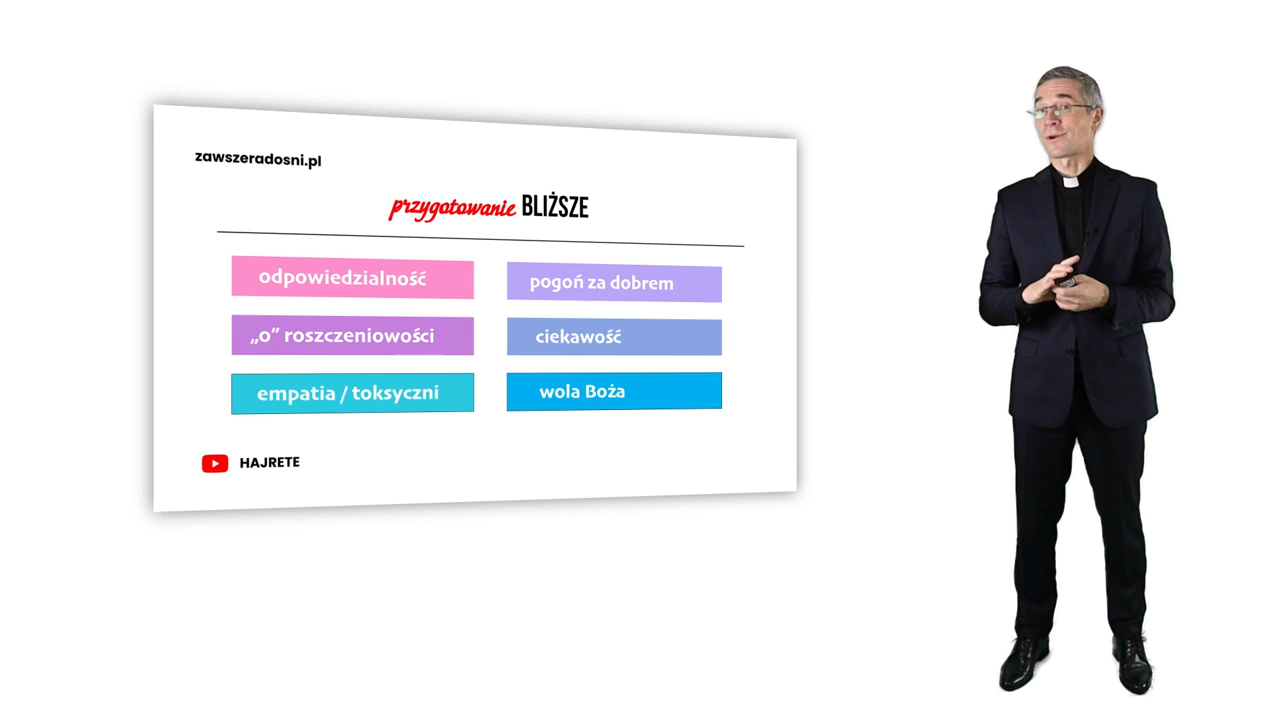 zawszeradosni.pl
przygotowanie BLIŻSZE
odpowiedzialność
pogoń za dobrem
„o” roszczeniowości
ciekawość
empatia / toksyczni
wola Boża
HAJRETE